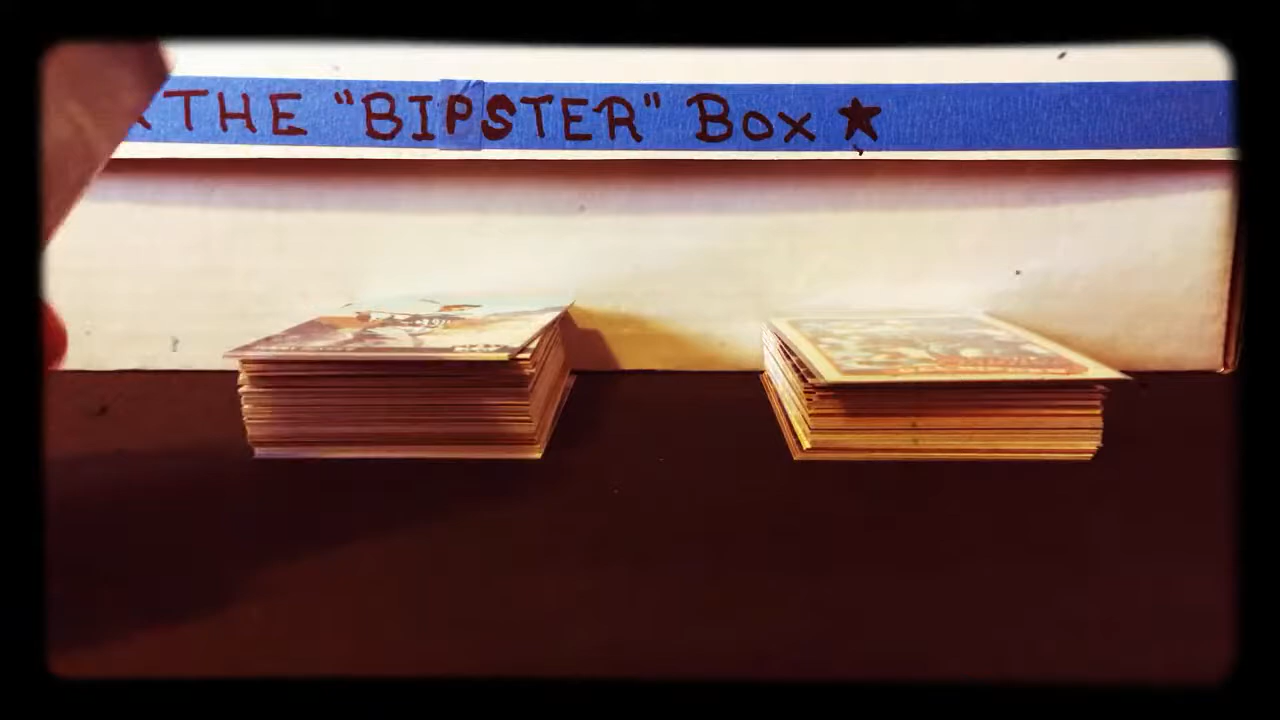 THE "BIPSTER" Box ★